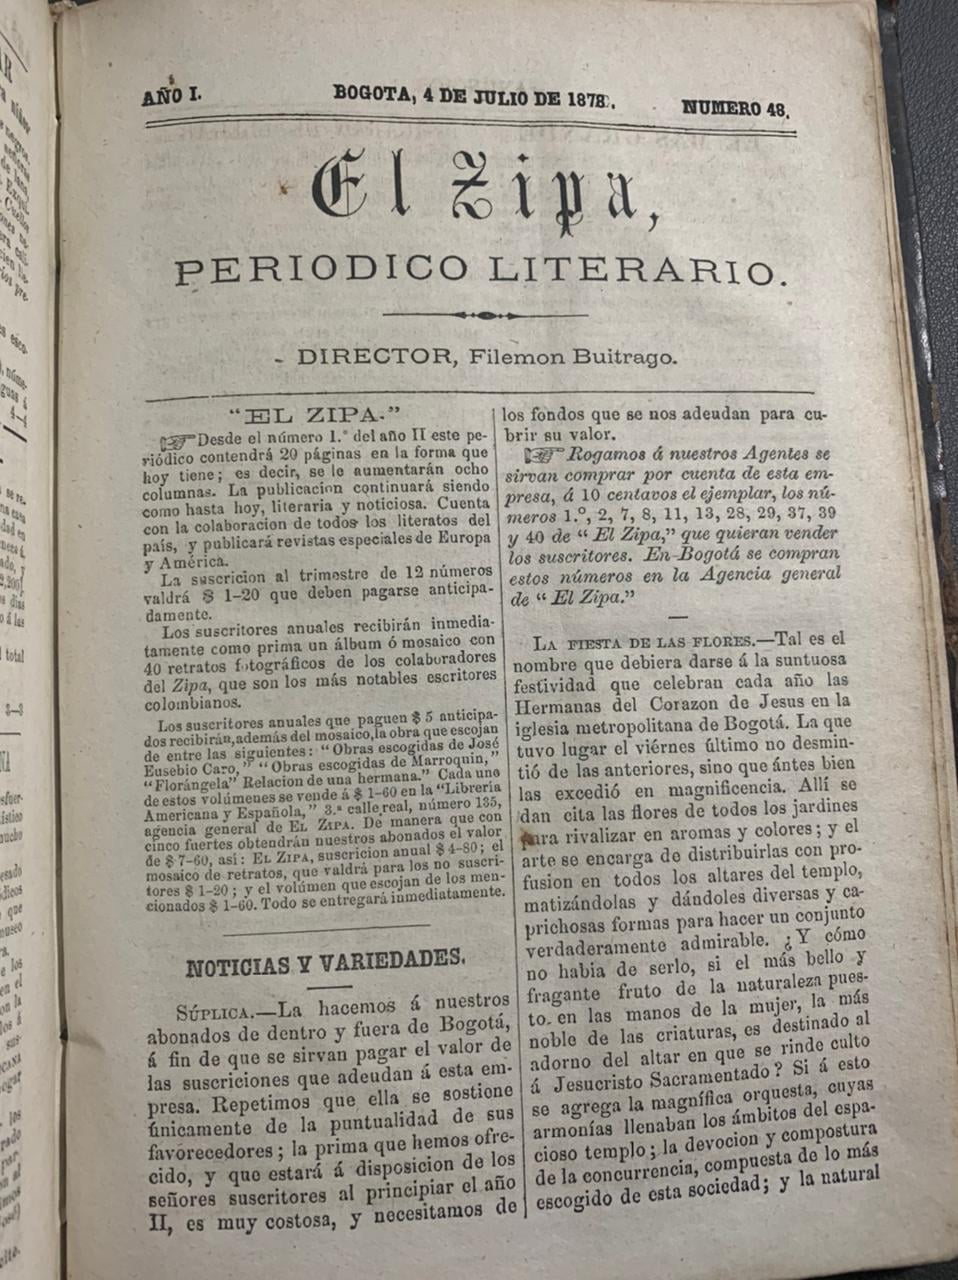 AÑO I.
BOGOTA, 4 DE JULIO DE 1878.
NUMERO 48.
El Zipa,
PERIODICO LITERARIO.
DIRECTOR, Filemon Buitrago.
"EL ZIPA."
☞Desde el número 1.° del año II este pe-
riódico contendrá 20 páginas en la forma que
hoy tiene; es decir, se le aumentarán ocho
columnas. La publicacion continuará siendo
como hasta hoy, literaria y noticiosa. Cuenta
con la colaboracion de todos los literatos del
país, y publicará revistas especiales de Europa
y América.
La suscricion al trimestre de 12 números
valdrá $ 1-20 que deben pagarse anticipa-
damente.
Los suscritores anuales recibirán inmedia-
tamente como prima un álbum ó mosaico con
40 retratos fotográficos de los colaboradores
del Zipa, que son los más notables escritores
colombianos.
Los suscritores anuales que paguen $ 5 anticipa-
dos recibirán, además del mosaico, la obra que escojan
de entre las siguientes: "Obras escogidas de José
Eusebio Caro," "Obras escogidas de Marroquin,"
"Florángela" Relacion de una hermana." Cada uno
de estos volúmenes se vende á $ 1-60 en la "Librería
Americana y Española," 3.ª calle real, número 135,
agencia general de EL ZIPA. De manera que con
cinco fuertes obtendrán nuestros abonados el valor
de $ 7-60, así: EL ZIPA, suscricion anual $ 4-80; el
mosaico de retratos, que valdrá para los no suscri-
tores $ 1-20; y el volúmen que escojan de los men-
cionados $ 1-60. Todo se entregará inmediatamente.
NOTICIAS Y VARIEDADES.
SÚPLICA.—La hacemos á nuestros
abonados de dentro y fuera de Bogotá,
á fin de que se sirvan pagar el valor de
las suscriciones que adeudan á esta em-
presa. Repetimos que ella se sostiene
únicamente de la puntualidad de sus
favorecedores; la prima que hemos ofre-
cido, y que estará á disposicion de los
señores suscritores al principiar el año
II, es muy costosa, y necesitamos de
los fondos que se nos adeudan para cu-
brir su valor.
☞ Rogamos á nuestros Agentes se
sirvan comprar por cuenta de esta em-
presa, á 10 centavos el ejemplar, los nú-
meros 1.°, 2, 7, 8, 11, 13, 28, 29, 37, 39
y 40 de "El Zipa," que quieran vender
los suscritores. En Bogotá se compran
estos números en la Agencia general
de "El Zipa."
LA FIESTA DE LAS FLORES.—Tal es el
nombre que debiera darse á la suntuosa
festividad que celebran cada año las
Hermanas del Corazon de Jesus en la
iglesia metropolitana de Bogotá. La que
tuvo lugar el viérnes último no desmin-
tió de las anteriores, sino que ántes bien
las excedió en magnificencia. Allí se
dan cita las flores de todos los jardines
para rivalizar en aromas y colores; y el
arte se encarga de distribuirlas con pro-
fusion en todos los altares del templo,
matizándolas y dándoles diversas y ca-
prichosas formas para hacer un conjunto
verdaderamente admirable. ¿Y cómo
no habia de serlo, si el más bello y
fragante fruto de la naturaleza pues-
to en las manos de la mujer, la más
noble de las criaturas, es destinado al
adorno del altar en que se rinde culto
á Jesucristo Sacramentado? Si á esto
se agrega la magnífica orquesta, cuyas
armonías llenaban los ámbitos del espa-
cioso templo; la devocion y compostura
de la concurrencia, compuesta de lo más
escogido de esta sociedad; y la natural